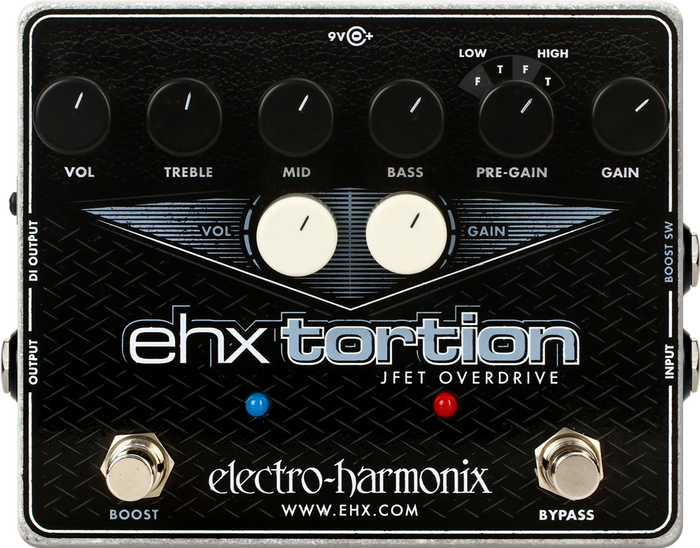 9V
LOW HIGH
F T F T
VOL TREBLE MID BASS PRE-GAIN GAIN
VOL GAIN
DI OUTPUT
BOOST SW
ehx tortion
JFET OVERDRIVE
OUTPUT
INPUT
electro-harmonix
WWW.EHX.COM
BOOST BYPASS